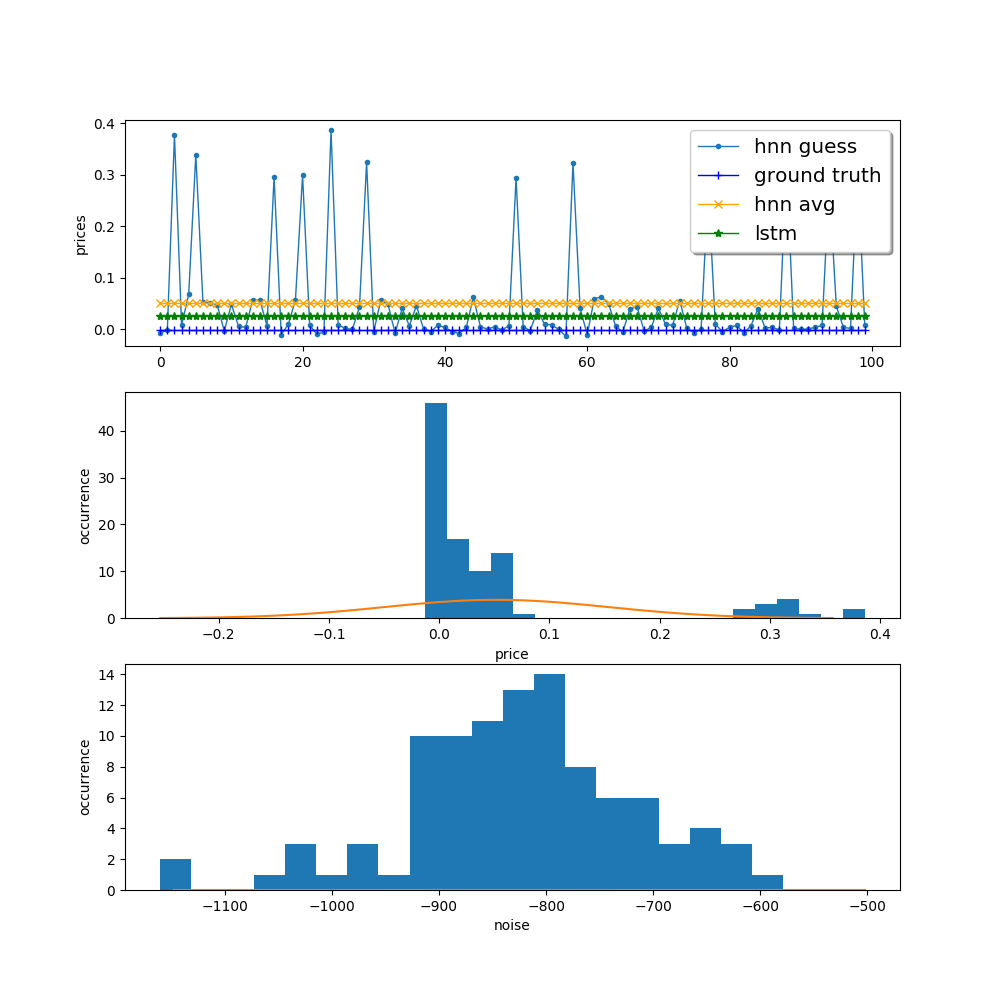 0.4
0.3
0.2
0.1
0.0
prices
hnn guess
ground truth
hnn avg
lstm
0 20 40 60 80 100
40
30
20
10
0
occurrence
−0.2 −0.1 0.0 0.1 0.2 0.3 0.4
price
14
12
10
8
6
4
2
0
occurrence
−1100 −1000 −900 −800 −700 −600 −500
noise